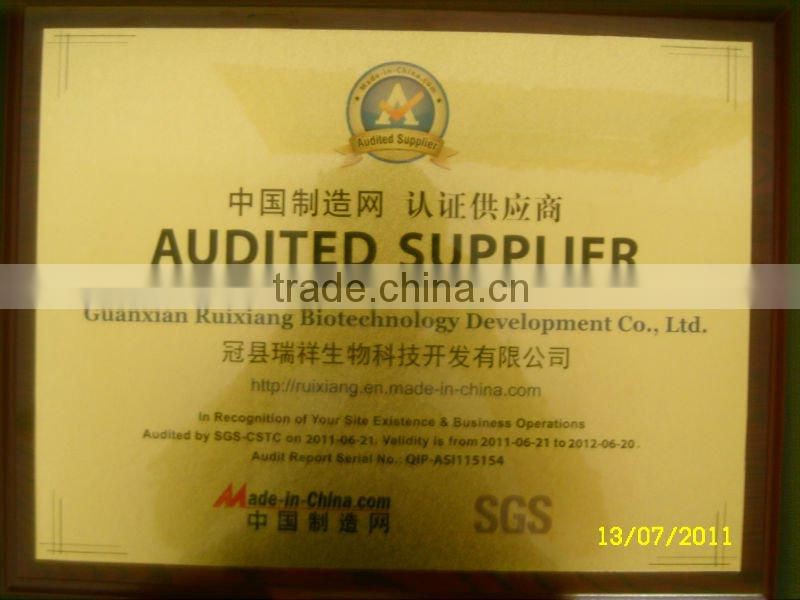 Made-in-China.com
A
Audited Supplier
中国制造网 认证供应商
AUDITED SUPPLIER
trade.china.cn
Guanxian Ruixiang Biotechnology Development Co., Ltd.
冠县瑞祥生物科技开发有限公司
http://ruixiang.en.made-in-china.com
In Recognition of Your Site Existence & Business Operations
Audited by SGS-CSTC on 2011-06-21. Validity is from 2011-06-21 to 2012-06-20.
Audit Report Serial No.: QIP-ASI115154
Made-in-China.com
中国制造网
SGS
13/07/2011